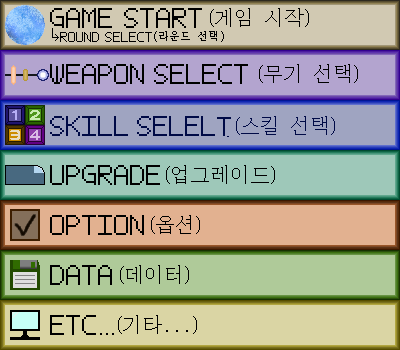 GAME START (게임 시작)
↳ROUND SELECT(라운드 선택)
WEAPON SELECT (무기 선택)
1 2
3 4
SKILL SELELT(스킬 선택)
UPGRADE(업그레이드)
OPTION(옵션)
DATA(데이터)
ETC...(기타...)